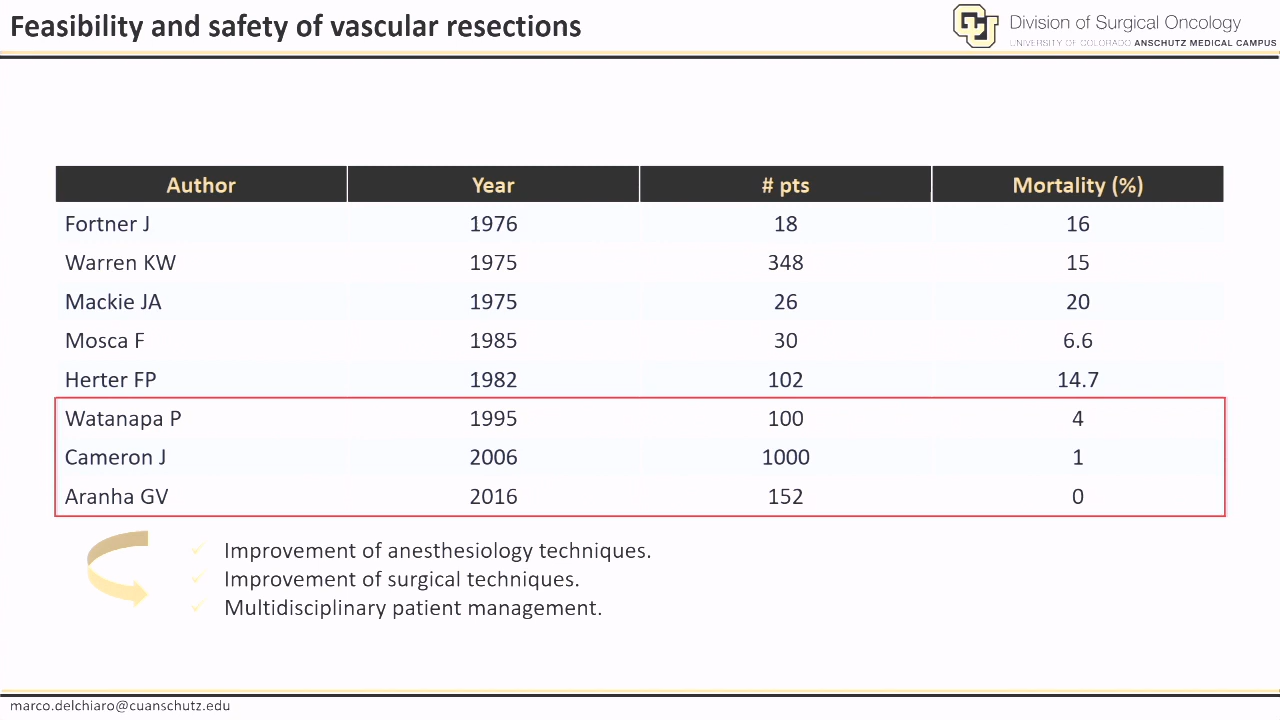 Feasibility and safety of vascular resections
Division of Surgical Oncology
UNIVERSITY OF COLORADO ANSCHUTZ MEDICAL CAMPUS
Author Year # pts Mortality (%)
Fortner J 1976 18 16
Warren KW 1975 348 15
Mackie JA 1975 26 20
Mosca F 1985 30 6.6
Herter FP 1982 102 14.7
Watanapa P 1995 100 4
Cameron J 2006 1000 1
Aranha GV 2016 152 0
✓ Improvement of anesthesiology techniques.
✓ Improvement of surgical techniques.
✓ Multidisciplinary patient management.
marco.delchiaro@cuanschutz.edu